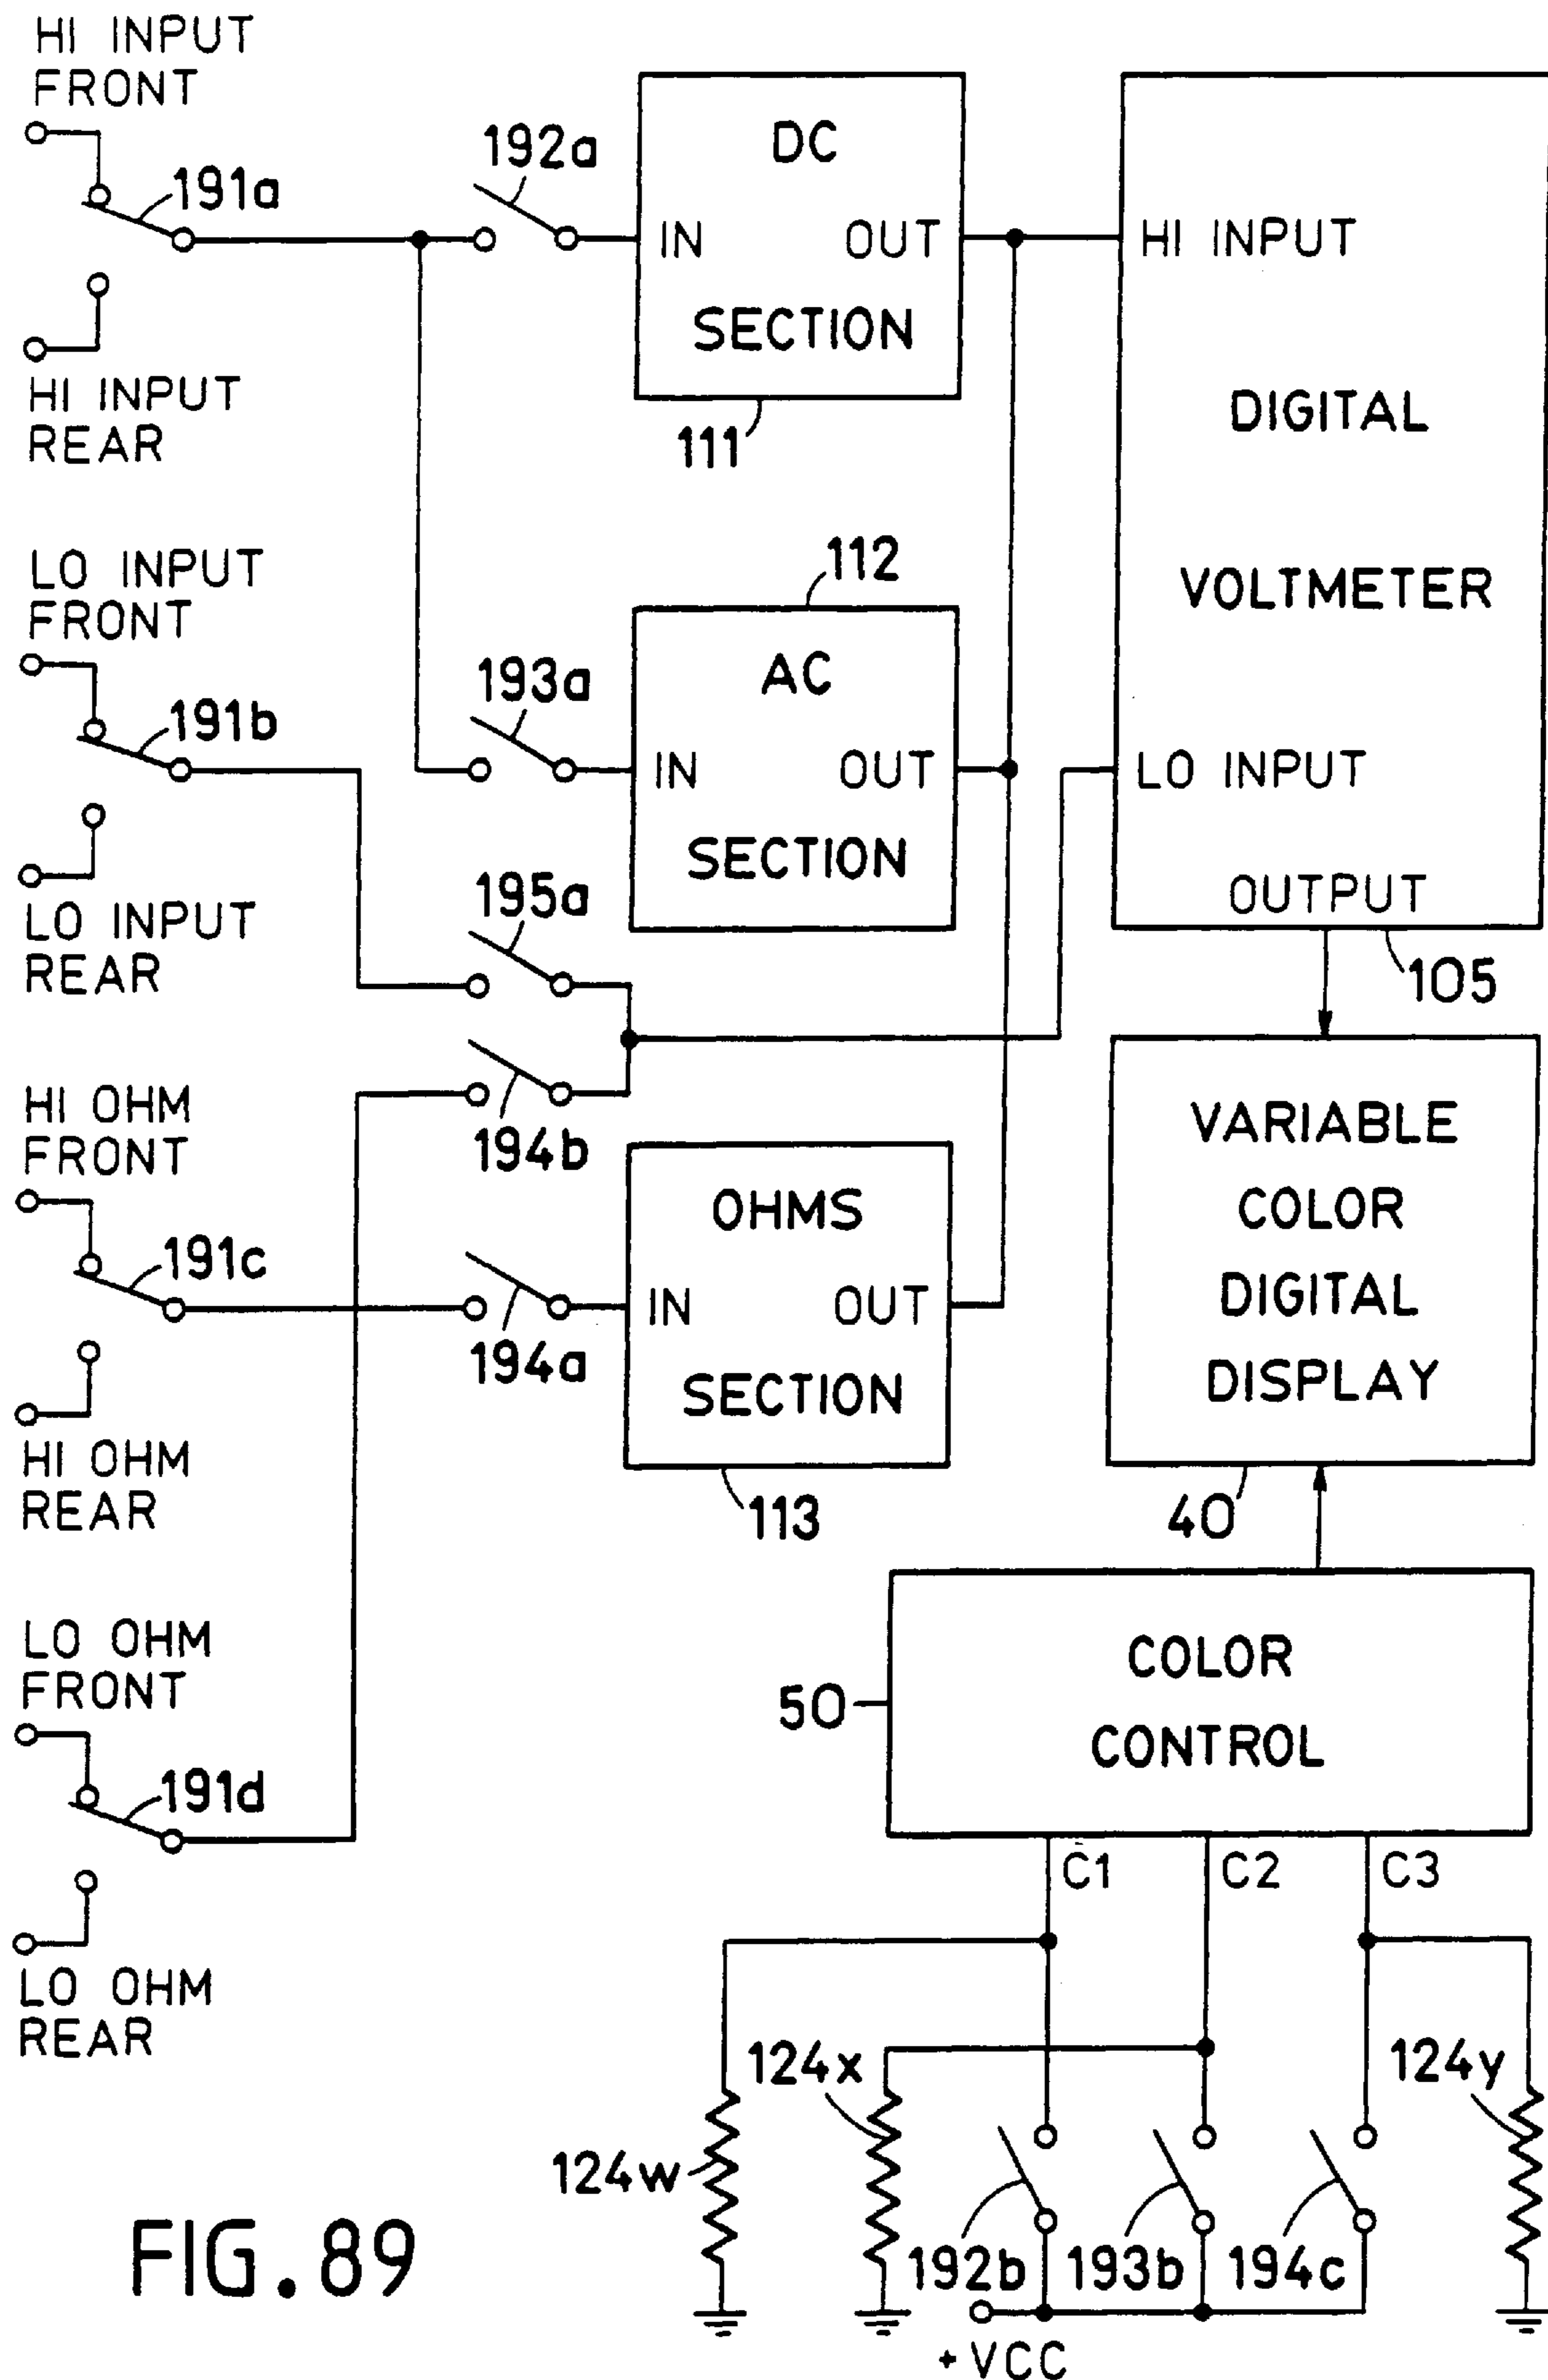 HI INPUT
FRONT
191a
HI INPUT
REAR
192a
DC
IN OUT
SECTION
111
HI INPUT
DIGITAL
VOLTMETER
LO INPUT
OUTPUT
105
LO INPUT
FRONT
191b
LO INPUT
REAR
193a
112
AC
IN OUT
SECTION
195a
194b
HI OHM
FRONT
191c
HI OHM
REAR
194a
OHMS
IN OUT
SECTION
113
VARIABLE
COLOR
DIGITAL
DISPLAY
40
LO OHM
FRONT
191d
LO OHM
REAR
50
COLOR
CONTROL
C1 C2 C3
124w
124x
124y
192b 193b 194c
+VCC
FIG. 89